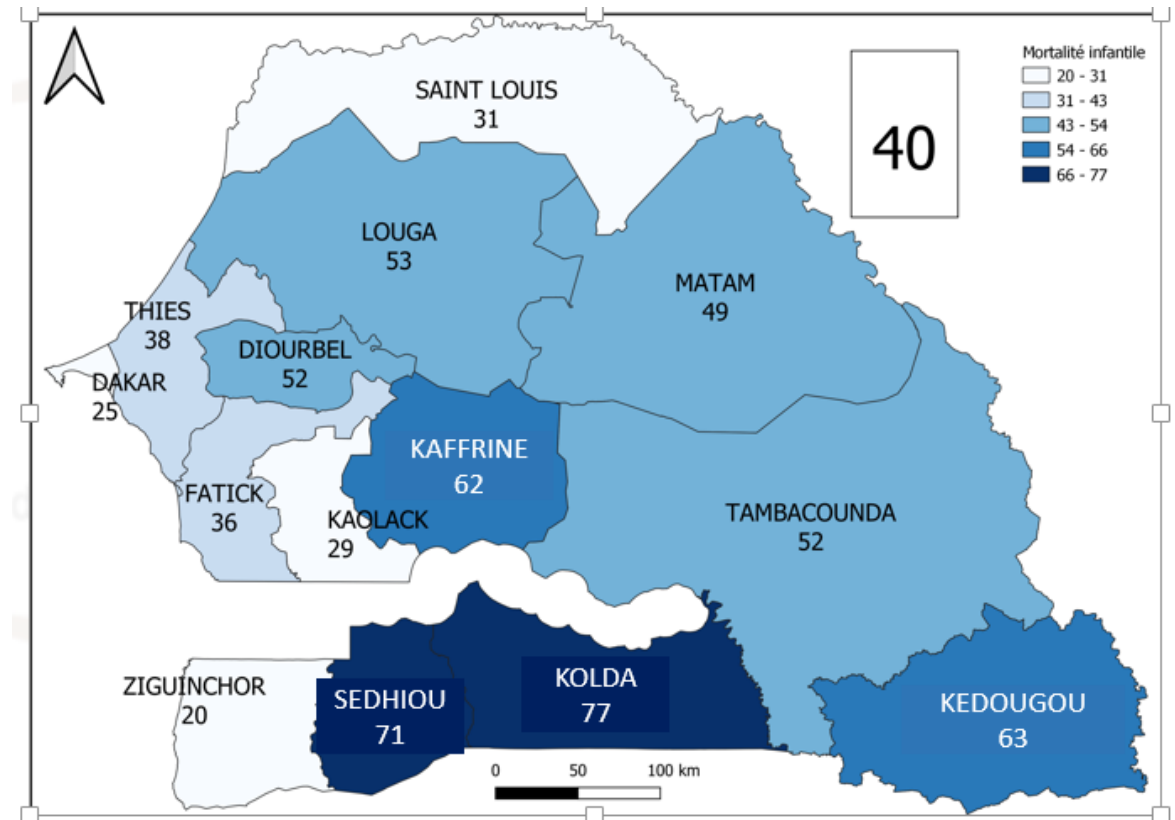 Mortalité infantile
20 - 31
31 - 43
43 - 54
54 - 66
66 - 77
40
SAINT LOUIS
31
LOUGA
53
MATAM
49
THIES
38
DIOURBEL
52
DAKAR
25
KAFFRINE
62
FATICK
36
KAOLACK
29
TAMBACOUNDA
52
ZIGUINCHOR
20
SEDHIOU
71
KOLDA
77
KEDOUGOU
63
0 50 100 km